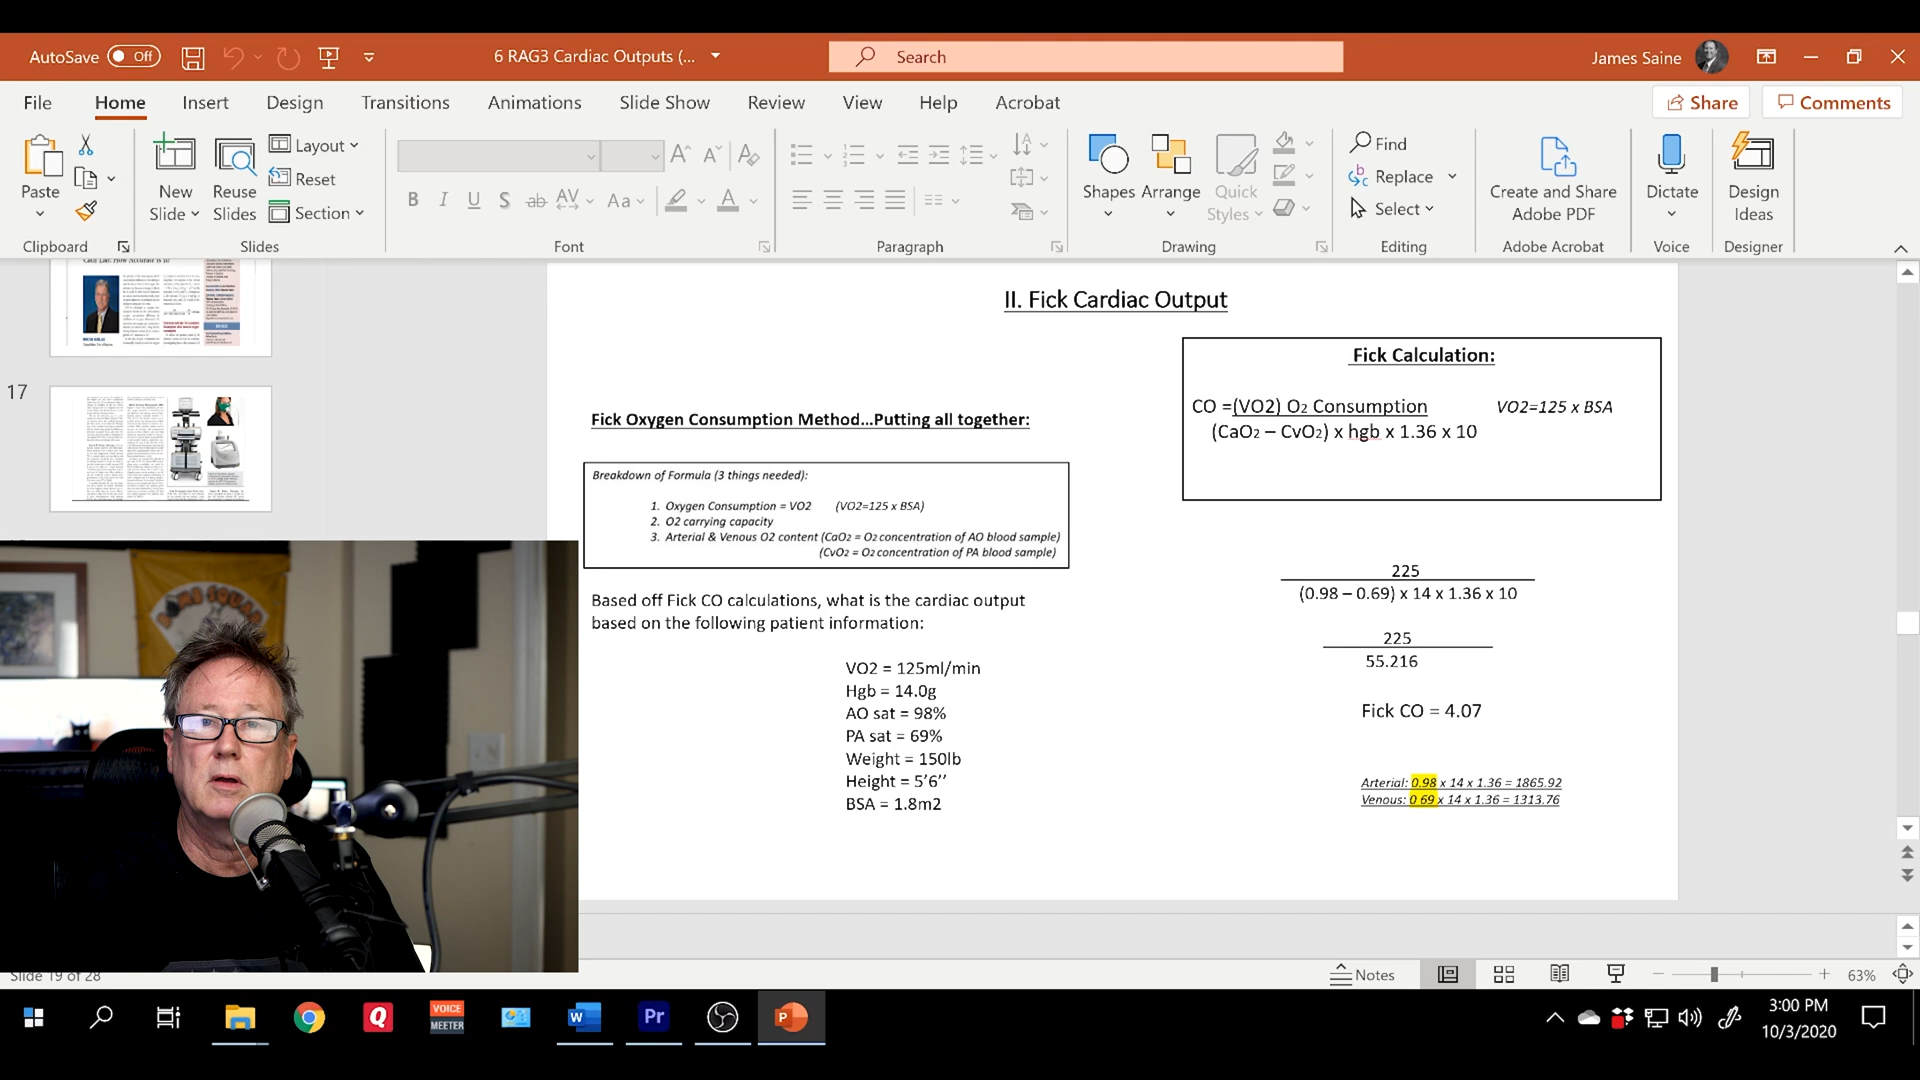 AutoSave Off
6 RAG3 Cardiac Outputs (...
Search
James Saine
File Home Insert Design Transitions Animations Slide Show Review View Help Acrobat
Share Comments
Paste
New Slide
Reuse Slides
Layout
Reset
Section
B I U S ab AV Aa A
Shapes Arrange Quick Styles
Find
Replace
Select
Create and Share Adobe PDF
Dictate
Design Ideas
Clipboard Slides Font Paragraph Drawing Editing Adobe Acrobat Voice Designer
17
II. Fick Cardiac Output
Fick Calculation:
CO =(VO2) O2 Consumption VO2=125 x BSA
(CaO2 – CvO2) x hgb x 1.36 x 10
Fick Oxygen Consumption Method...Putting all together:
Breakdown of Formula (3 things needed):
1. Oxygen Consumption = VO2 (VO2=125 x BSA)
2. O2 carrying capacity
3. Arterial & Venous O2 content (CaO2 = O2 concentration of AO blood sample)
(CvO2 = O2 concentration of PA blood sample)
Based off Fick CO calculations, what is the cardiac output
based on the following patient information:
VO2 = 125ml/min
Hgb = 14.0g
AO sat = 98%
PA sat = 69%
Weight = 150lb
Height = 5’6’’
BSA = 1.8m2
225
(0.98 – 0.69) x 14 x 1.36 x 10
225
55.216
Fick CO = 4.07
Arterial: 0.98 x 14 x 1.36 = 1865.92
Venous: 0 69 x 14 x 1.36 = 1313.76
Slide 19 of 28
Notes
63%
VOICE
MEETER
W
Pr
P
Q
3:00 PM
10/3/2020